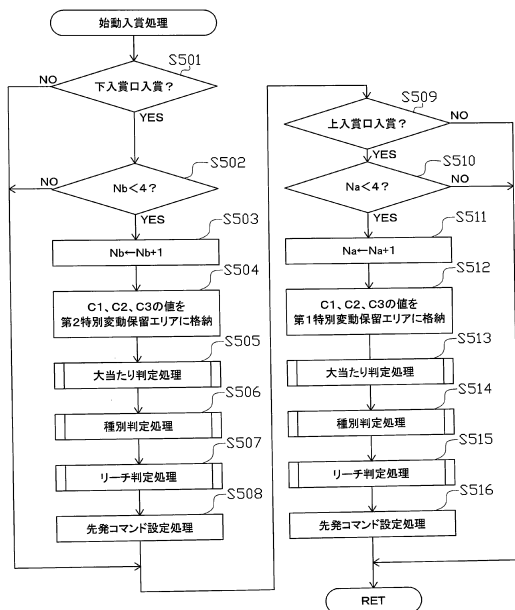 始動入賞処理
S501
下入賞口入賞？
NO
YES
S502
Nb＜4？
NO
YES
S503
Nb←Nb+1
S504
C1、C2、C3の値を
第2特別変動保留エリアに格納
S505
大当たり判定処理
S506
種別判定処理
S507
リーチ判定処理
S508
先発コマンド設定処理
S509
上入賞口入賞？
NO
YES
S510
Na＜4？
NO
YES
S511
Na←Na+1
S512
C1、C2、C3の値を
第1特別変動保留エリアに格納
S513
大当たり判定処理
S514
種別判定処理
S515
リーチ判定処理
S516
先発コマンド設定処理
RET